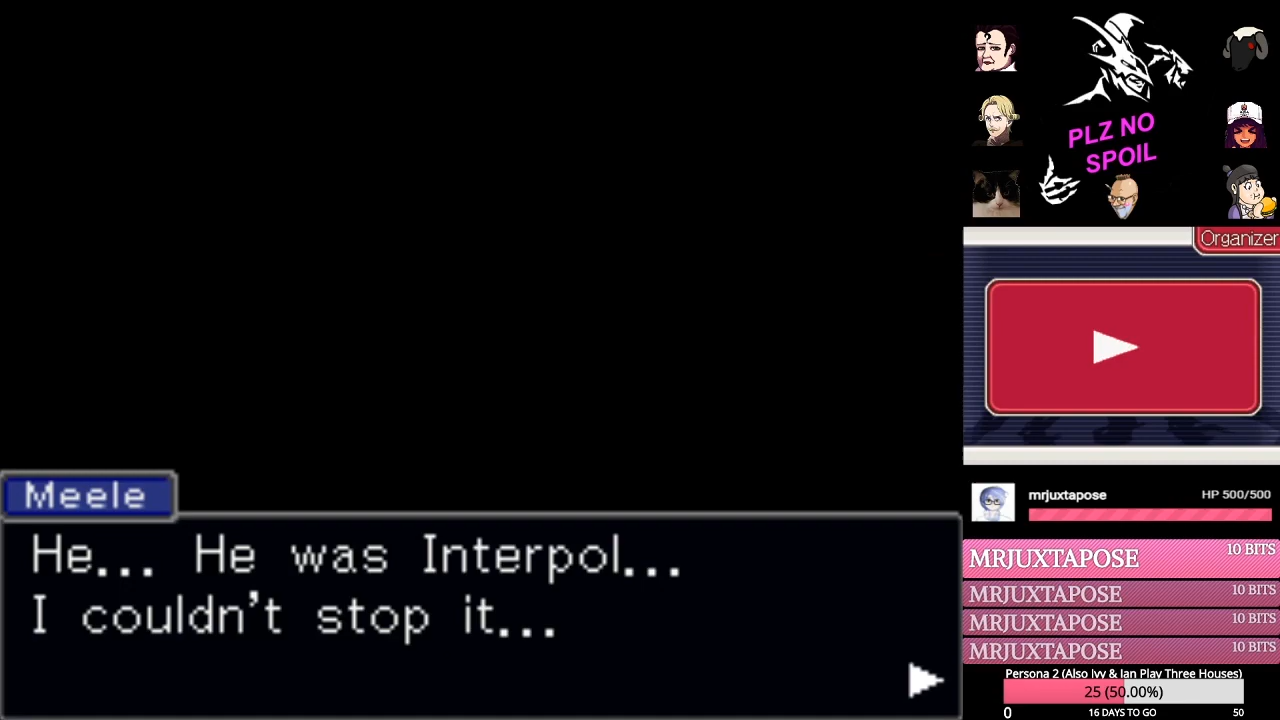 Meele
He... He was Interpol...
I couldn't stop it...
PLZ NO
SPOIL
Organizer
mrjuxtapose
HP 500/500
MRJUXTAPOSE
10 BITS
MRJUXTAPOSE
10 BITS
MRJUXTAPOSE
10 BITS
MRJUXTAPOSE
10 BITS
Persona 2 (Also Ivy & Ian Play Three Houses)
25 (50.00%)
0
16 DAYS TO GO
50